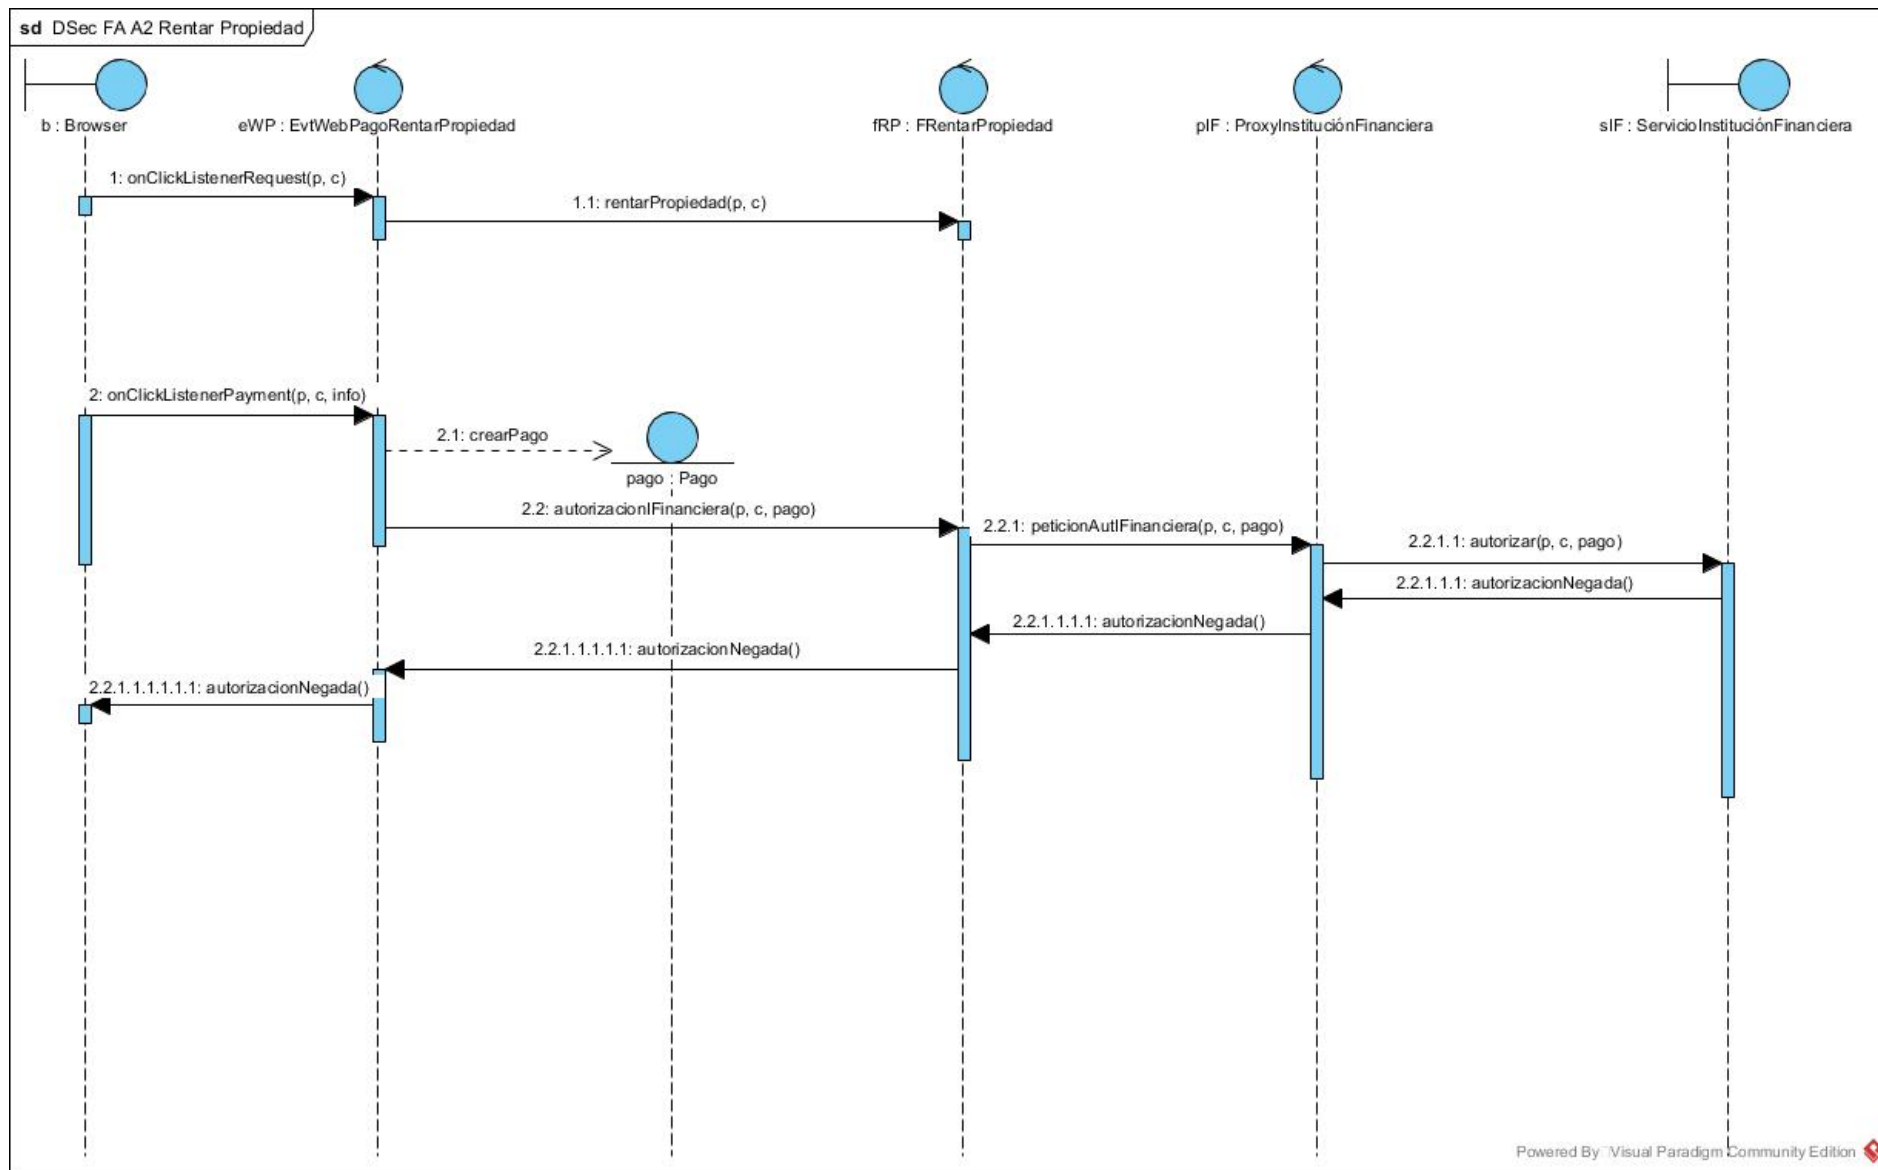 sd DSec FA A2 Rentar Propiedad
b : Browser
eWP : EvtWebPagoRentarPropiedad
fRP : FRentarPropiedad
pIF : ProxyInstituciónFinanciera
sIF : ServicioInstituciónFinanciera
1: onClickListenerRequest(p, c)
1.1: rentarPropiedad(p, c)
2: onClickListenerPayment(p, c, info)
2.1: crearPago
pago : Pago
2.2: autorizacionIFinanciera(p, c, pago)
2.2.1: peticionAutIFinanciera(p, c, pago)
2.2.1.1: autorizar(p, c, pago)
2.2.1.1.1: autorizacionNegada()
2.2.1.1.1.1: autorizacionNegada()
2.2.1.1.1.1.1: autorizacionNegada()
2.2.1.1.1.1.1.1: autorizacionNegada()
Powered By Visual Paradigm Community Edition